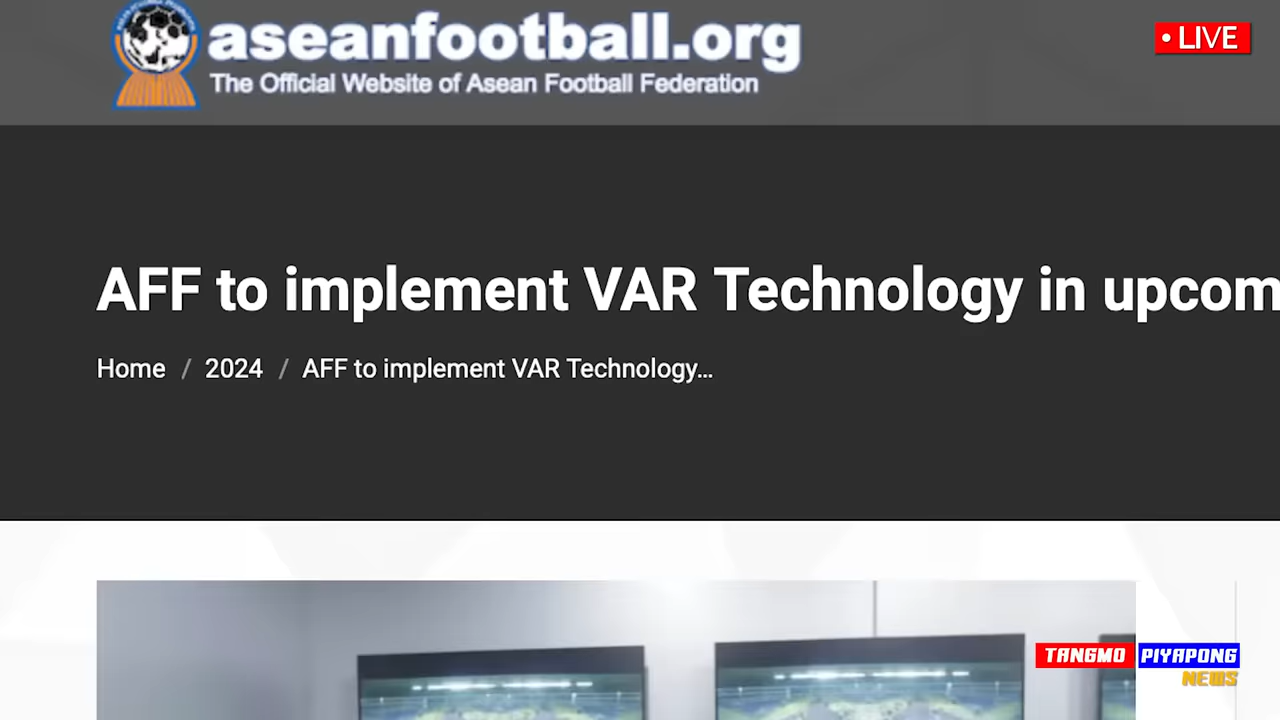 aseanfootball.org
The Official Website of Asean Football Federation
• LIVE
AFF to implement VAR Technology in upcom
Home / 2024 / AFF to implement VAR Technology...
TANGMO PIYAPONG
NEWS